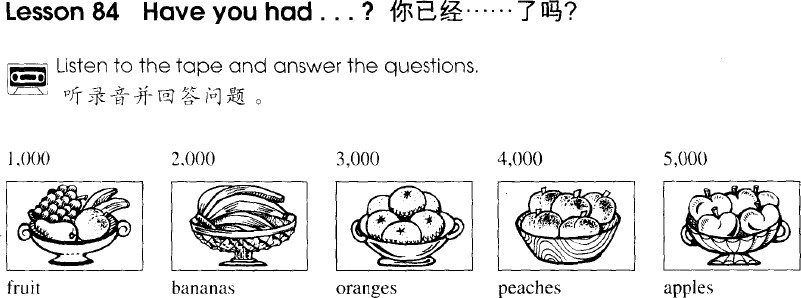 Lesson 84 Have you had . . . ? 你已经……了吗?
Listen to the tape and answer the questions.
听录音并回答问题。
1,000 2,000 3,000 4,000 5,000
fruit bananas oranges peaches apples